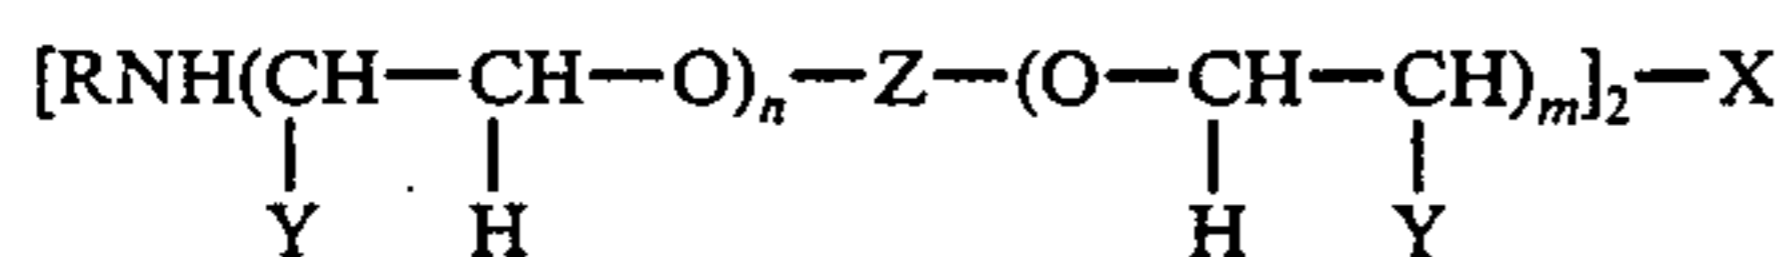 [RNH(CH—CH—O)n—Z—(O—CH—CH)m]2—X
Y H H Y